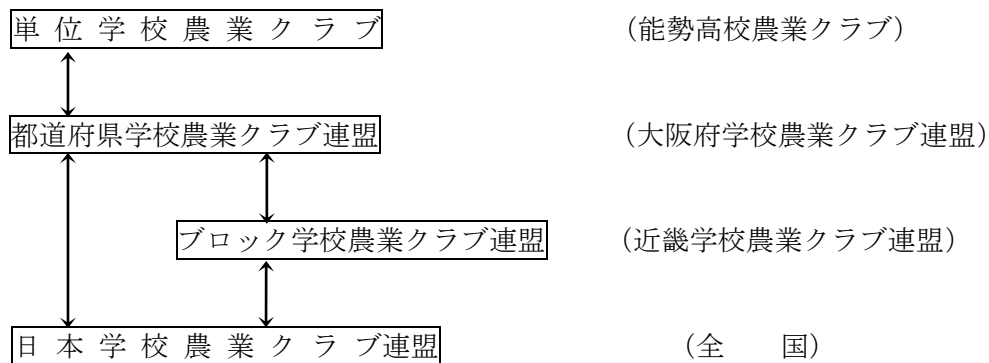 単位学校農業クラブ （能勢高校農業クラブ）
都道府県学校農業クラブ連盟 （大阪府学校農業クラブ連盟）
ブロック学校農業クラブ連盟 （近畿学校農業クラブ連盟）
日本学校農業クラブ連盟 （全　　国）